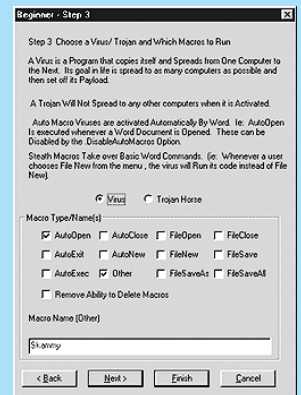 Beginner - Step 3
Step 3 Choose a Virus/ Trojan and Which Macros to Run
A Virus is a Program that copies itself and Spreads from One Computer to
the Next. Its goal in life is spread to as many computers as possible and
then set off its Payload.
A Trojan Will Not Spread to any other computers when it is Activated.
Auto Macro Viruses are activated Automatically By Word. Ie: AutoOpen
Is executed whenever a Word Document is Opened. These can be
Disabled by the .DisableAutoMacros Option.
Steath Macros Take over Basic Word Commands. (ie: Whenever a user
chooses File New from the menu , the virus will Run its code instead of File
New).
Virus Trojan Horse
Macro Type/Name(s)
AutoOpen AutoClose FileOpen FileClose
AutoExit AutoNew FileNew FileSave
AutoExec Other FileSaveAs FileSaveAll
Remove Ability to Delete Macros
Macro Name (Other)
Skammy
< Back Next > Finish Cancel